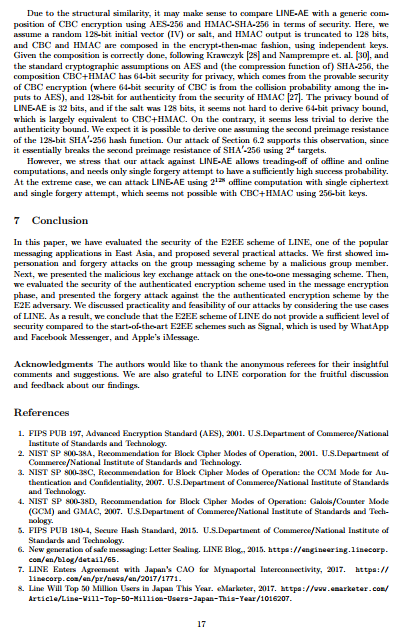 Due to the structural similarity, it may make sense to compare LINE-AE with a generic com-
position of CBC encryption using AES-256 and HMAC-SHA-256 in terms of security. Here, we
assume a random 128-bit initial vector (IV) or salt, and HMAC output is truncated to 128 bits,
and CBC and HMAC are composed in the encrypt-then-mac fashion, using independent keys.
Given the composition is correctly done, following Krawczyk [28] and Namprempre et. al. [30], and
the standard cryptographic assumptions on AES and (the compression function of) SHA-256, the
composition CBC+HMAC has 64-bit security for privacy, which comes from the provable security
of CBC encryption (where 64-bit security of CBC is from the collision probability among the in-
puts to AES), and 128-bit for authenticity from the security of HMAC [27]. The privacy bound of
LINE-AE is 32 bits, and if the salt was 128 bits, it seems not hard to derive 64-bit privacy bound,
which is largely equivalent to CBC+HMAC. On the contrary, it seems less trivial to derive the
authenticity bound. We expect it is possible to derive one assuming the second preimage resistance
of the 128-bit SHA′-256 hash function. Our attack of Section 6.2 supports this observation, since
it essentially breaks the second preimage resistance of SHA′-256 using 2^d targets.
However, we stress that our attack against LINE-AE allows trading-off of offline and online
computations, and needs only single forgery attempt to have a sufficiently high success probability.
At the extreme case, we can attack LINE-AE using 2^128 offline computation with single ciphertext
and single forgery attempt, which seems not possible with CBC+HMAC using 256-bit keys.
7 Conclusion
In this paper, we have evaluated the security of the E2EE scheme of LINE, one of the popular
messaging applications in East Asia, and proposed several practical attacks. We first showed im-
personation and forgery attacks on the group messaging scheme by a malicious group member.
Next, we presented the malicious key exchange attack on the one-to-one messaging scheme. Then,
we evaluated the security of the authenticated encryption scheme used in the message encryption
phase, and presented the forgery attack against the the authenticated encryption scheme by the
E2E adversary. We discussed practicality and feasibility of our attacks by considering the use cases
of LINE. As a result, we conclude that the E2EE scheme of LINE do not provide a sufficient level of
security compared to the start-of-the-art E2EE schemes such as Signal, which is used by WhatApp
and Facebook Messenger, and Apple's iMessage.
Acknowledgments The authors would like to thank the anonymous referees for their insightful
comments and suggestions. We are also grateful to LINE corporation for the fruitful discussion
and feedback about our findings.
References
1. FIPS PUB 197, Advanced Encryption Standard (AES), 2001. U.S.Department of Commerce/National
Institute of Standards and Technology.
2. NIST SP 800-38A, Recommendation for Block Cipher Modes of Operation, 2001. U.S.Department of
Commerce/National Institute of Standards and Technology.
3. NIST SP 800-38C, Recommendation for Block Cipher Modes of Operation: the CCM Mode for Au-
thentication and Confidentiality, 2007. U.S.Department of Commerce/National Institute of Standards
and Technology.
4. NIST SP 800-38D, Recommendation for Block Cipher Modes of Operation: Galois/Counter Mode
(GCM) and GMAC, 2007. U.S.Department of Commerce/National Institute of Standards and Tech-
nology.
5. FIPS PUB 180-4, Secure Hash Standard, 2015. U.S.Department of Commerce/National Institute of
Standards and Technology.
6. New generation of safe messaging: Letter Sealing. LINE Blog,, 2015. https://engineering.linecorp.
com/en/blog/detail/65.
7. LINE Enters Agreement with Japan's CAO for Mynaportal Interconnectivity, 2017. https://
linecorp.com/en/pr/news/en/2017/1771.
8. Line Will Top 50 Million Users in Japan This Year. eMarketer, 2017. https://www.emarketer.com/
Article/Line-Will-Top-50-Million-Users-Japan-This-Year/1016207.
17